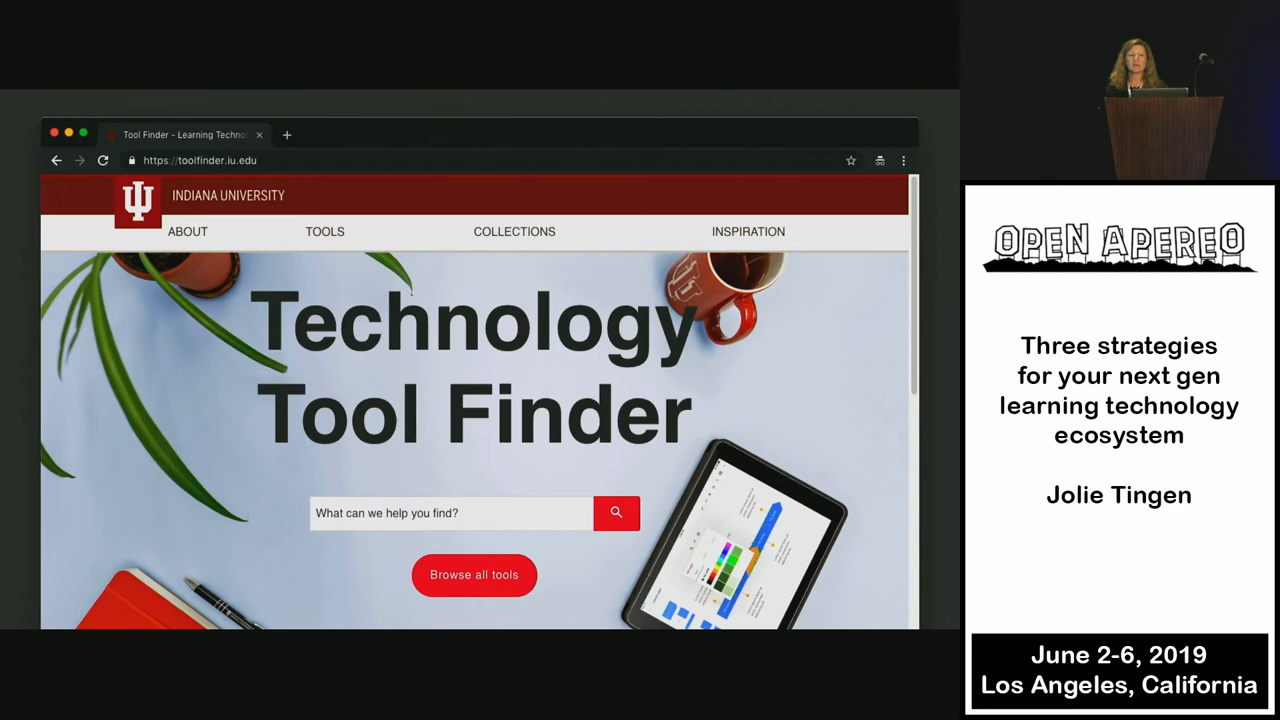 Tool Finder - Learning Technol
https://toolfinder.iu.edu
INDIANA UNIVERSITY
ABOUT
TOOLS
COLLECTIONS
INSPIRATION
Technology
Tool Finder
What can we help you find?
Browse all tools
OPEN APEREO
Three strategies
for your next gen
learning technology
ecosystem
Jolie Tingen
June 2-6, 2019
Los Angeles, California